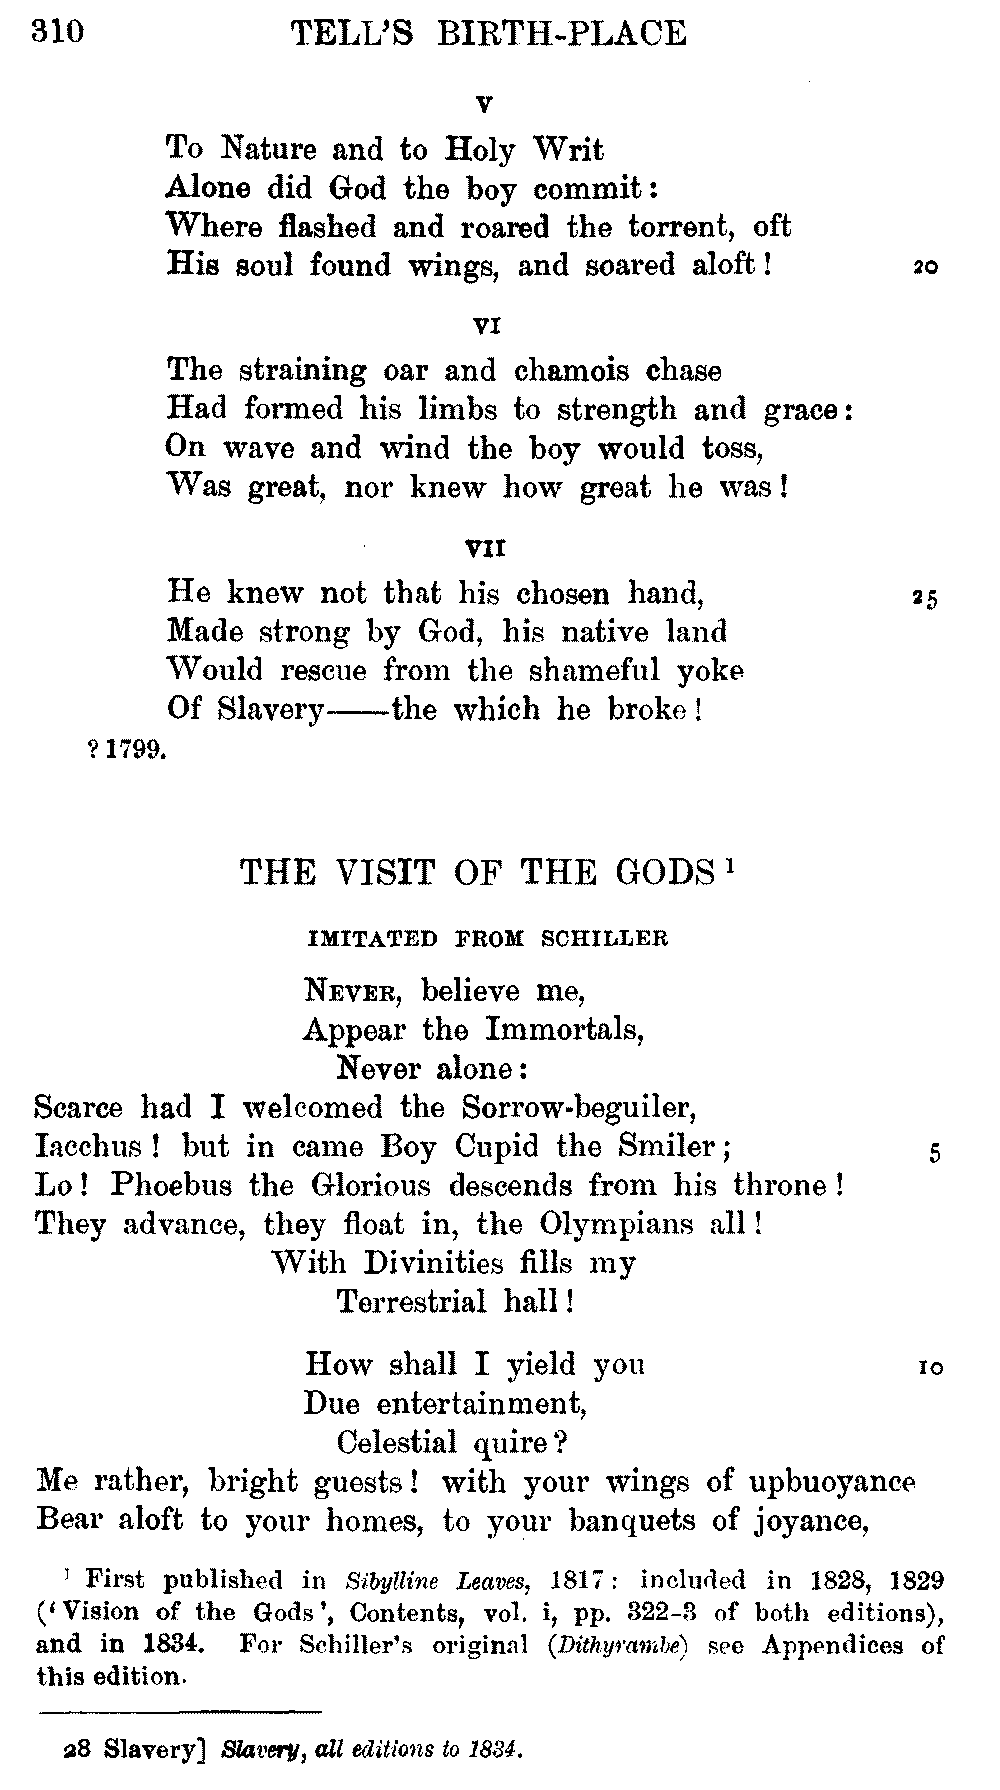 310 TELL'S BIRTH-PLACE
V
To Nature and to Holy Writ
Alone did God the boy commit:
Where flashed and roared the torrent, oft
His soul found wings, and soared aloft! 20
VI
The straining oar and chamois chase
Had formed his limbs to strength and grace:
On wave and wind the boy would toss,
Was great, nor knew how great he was!
VII
He knew not that his chosen hand, 25
Made strong by God, his native land
Would rescue from the shameful yoke
Of Slavery——the which he broke!
? 1799.
THE VISIT OF THE GODS ¹
IMITATED FROM SCHILLER
NEVER, believe me,
Appear the Immortals,
Never alone:
Scarce had I welcomed the Sorrow-beguiler,
Iacchus! but in came Boy Cupid the Smiler; 5
Lo! Phoebus the Glorious descends from his throne!
They advance, they float in, the Olympians all!
With Divinities fills my
Terrestrial hall!
How shall I yield you 10
Due entertainment,
Celestial quire?
Me rather, bright guests! with your wings of upbuoyance
Bear aloft to your homes, to your banquets of joyance,
¹ First published in Sibylline Leaves, 1817: included in 1828, 1829
('Vision of the Gods', Contents, vol. i, pp. 322-3 of both editions),
and in 1834. For Schiller's original (Dithyrambe) see Appendices of
this edition.
28 Slavery] Slavery, all editions to 1834.